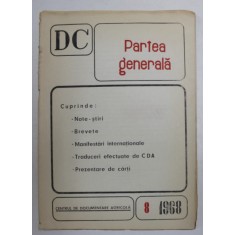 DC
Partea
generală
Cuprinde:
- Note - știri
- Brevete
- Manifestări internaționale
- Traduceri efectuate de CDA
- Prezentare de cărți
CENTRUL DE DOCUMENTARE AGRICOLĂ
8
1968